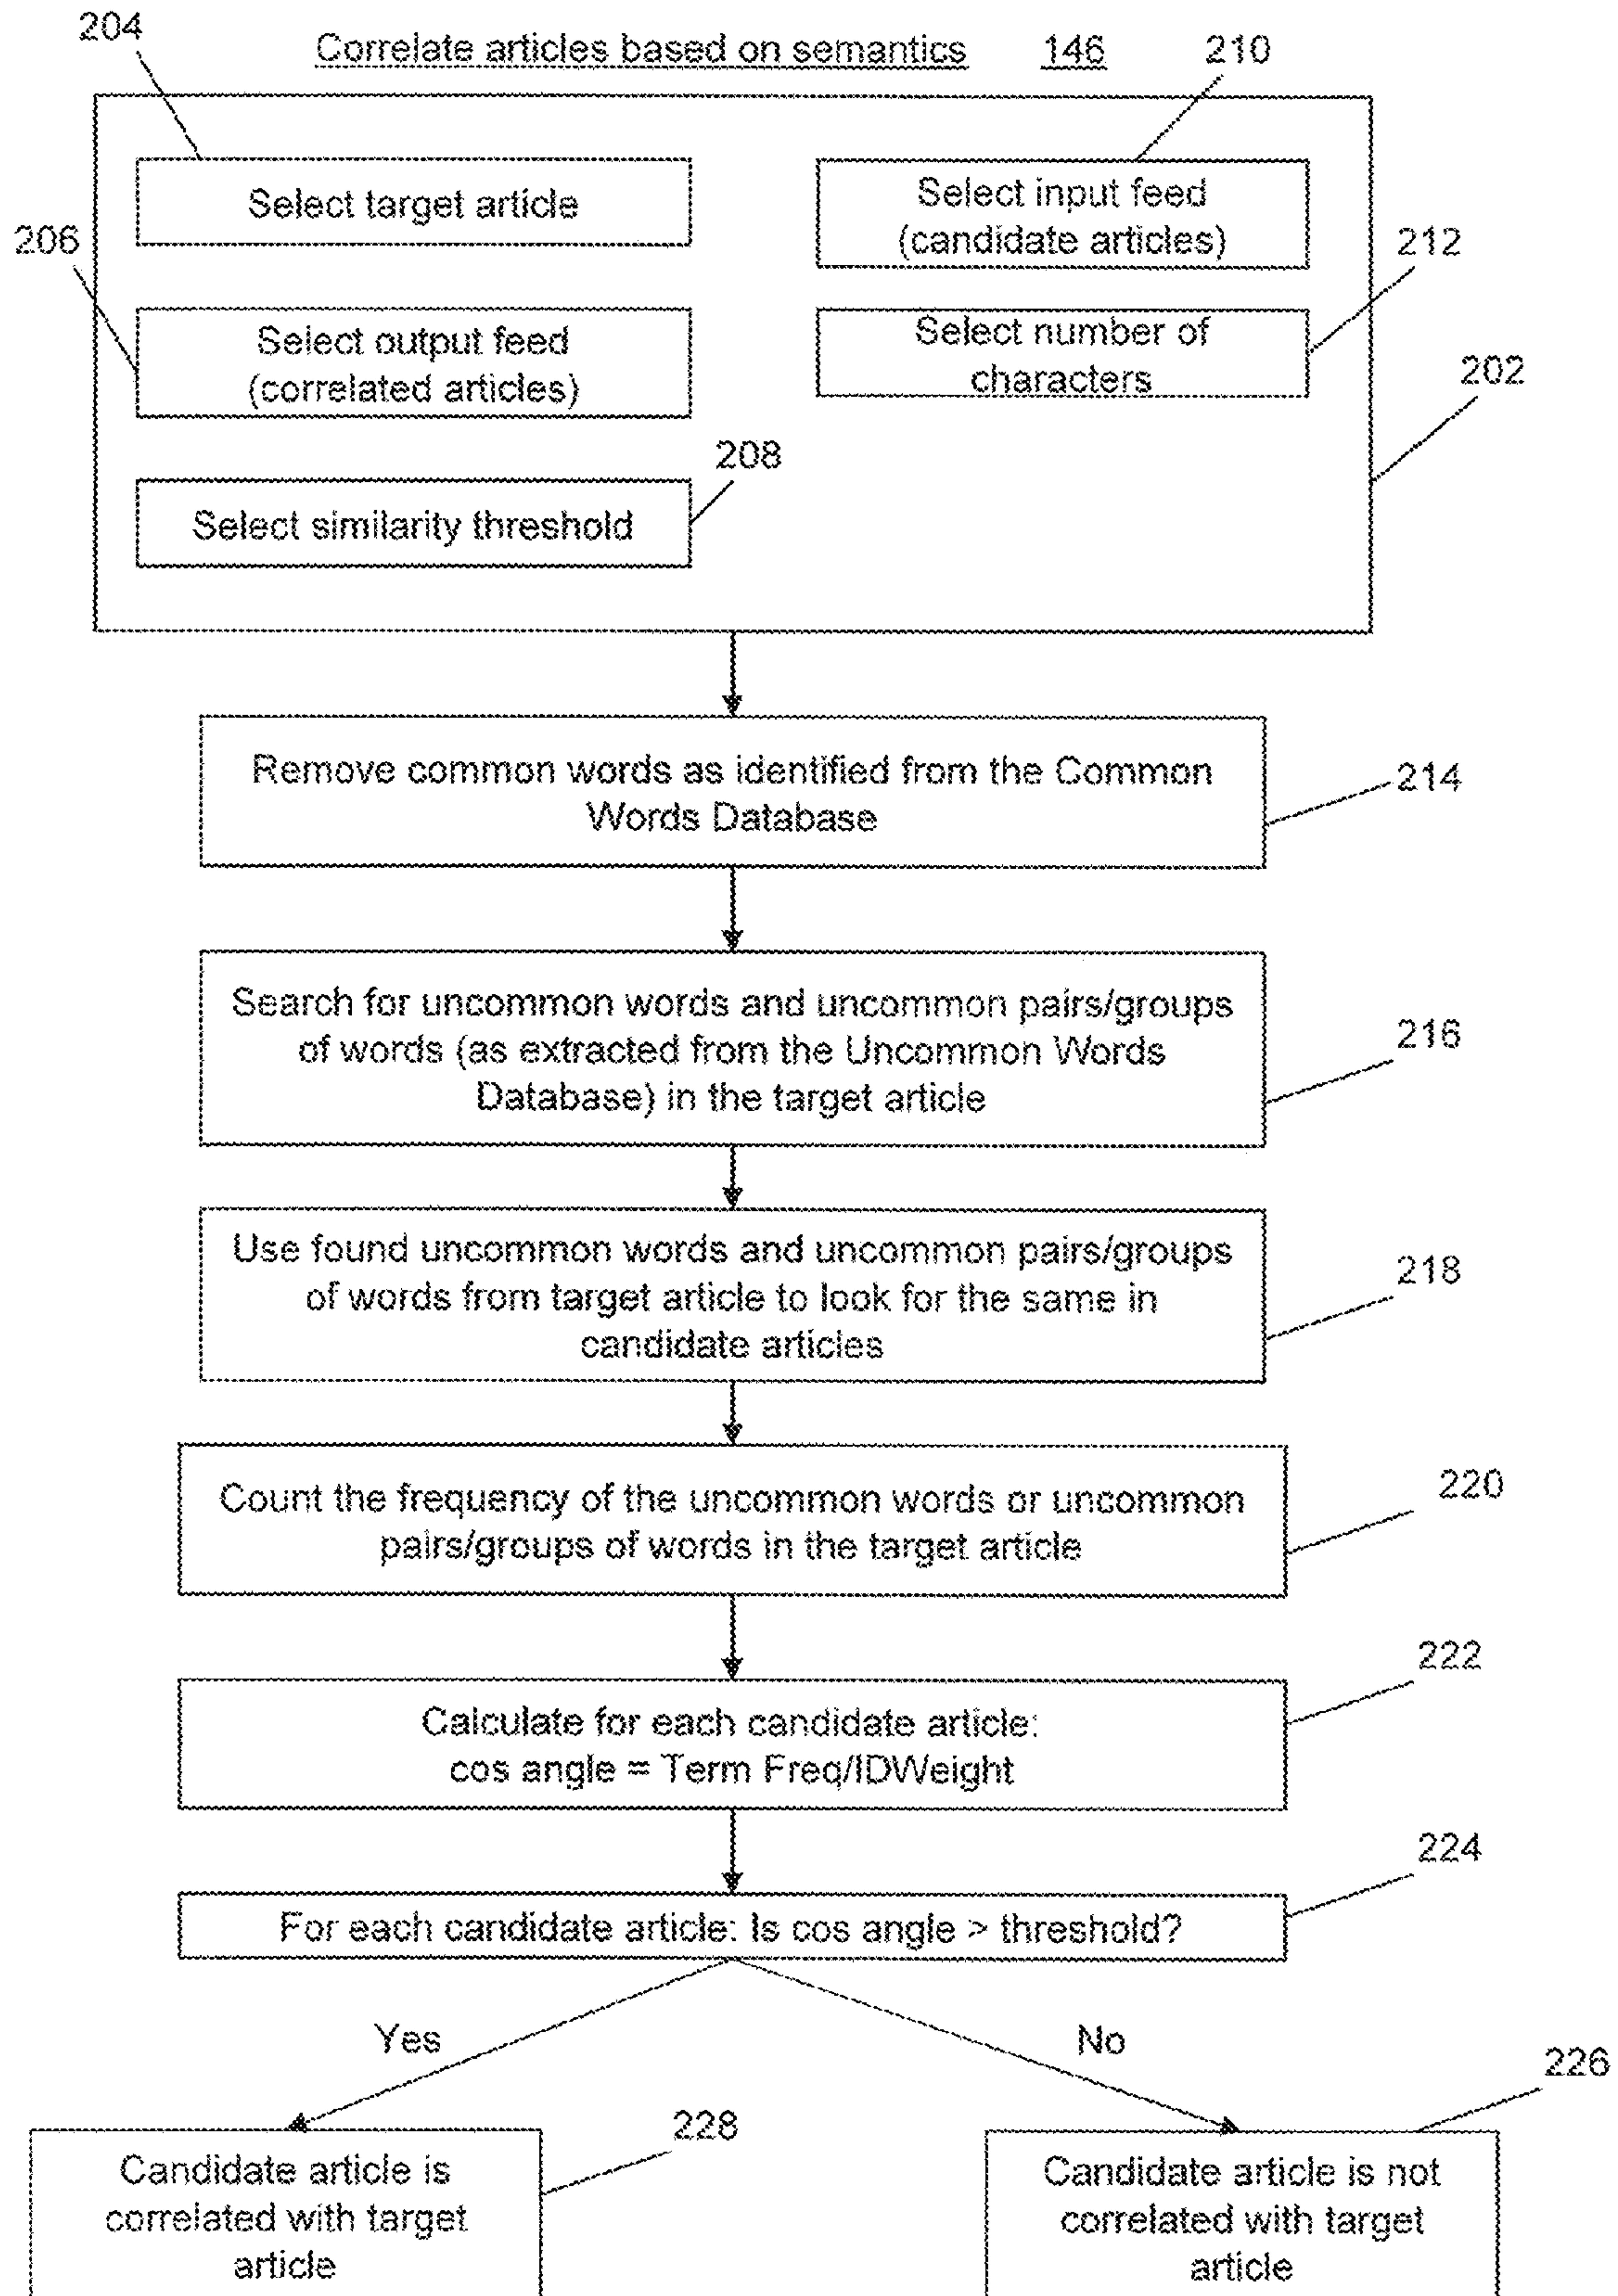 204
Correlate articles based on semantics 146
210
Select target article
Select input feed
(candidate articles)
206
212
Select output feed
(correlated articles)
Select number of
characters
202
208
Select similarity threshold
Remove common words as identified from the Common
Words Database
214
Search for uncommon words and uncommon pairs/groups
of words (as extracted from the Uncommon Words
Database) in the target article
216
Use found uncommon words and uncommon pairs/groups
of words from target article to look for the same in
candidate articles
218
Count the frequency of the uncommon words or uncommon
pairs/groups of words in the target article
220
222
Calculate for each candidate article:
cos angle = Term Freq/IDWeight
224
For each candidate article: Is cos angle > threshold?
Yes
No
226
228
Candidate article is
correlated with target
article
Candidate article is not
correlated with target
article